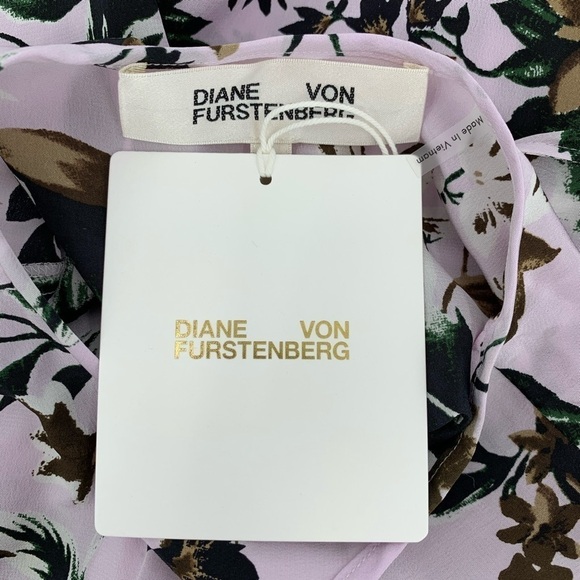 DIANE VON
FURSTENBERG
Made in Vietnam
DIANE VON
FURSTENBERG